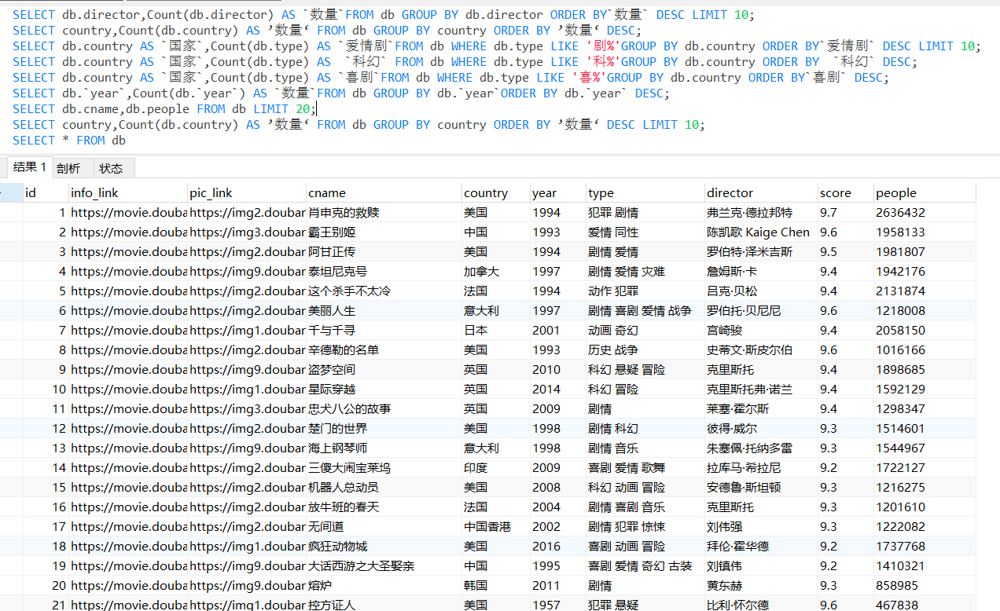 SELECT db.director,Count(db.director) AS `数量`FROM db GROUP BY db.director ORDER BY`数量` DESC LIMIT 10;
SELECT country,Count(db.country) AS ’数量‘ FROM db GROUP BY country ORDER BY ’数量‘ DESC;
SELECT db.country AS `国家`,Count(db.type) AS `爱情剧`FROM db WHERE db.type LIKE '剧%'GROUP BY db.country ORDER BY`爱情剧` DESC LIMIT 10;
SELECT db.country AS `国家`,Count(db.type) AS  `科幻` FROM db WHERE db.type LIKE '科%'GROUP BY db.country ORDER BY  `科幻` DESC;
SELECT db.country AS `国家`,Count(db.type) AS `喜剧`FROM db WHERE db.type LIKE '喜%'GROUP BY db.country ORDER BY`喜剧` DESC;
SELECT db.`year`,Count(db.`year`) AS `数量`FROM db GROUP BY db.`year`ORDER BY db.`year` DESC;
SELECT db.cname,db.people FROM db LIMIT 20;
SELECT country,Count(db.country) AS ’数量‘ FROM db GROUP BY country ORDER BY ’数量‘ DESC LIMIT 10;
SELECT * FROM db
结果 1 剖析 状态
id info_link pic_link cname country year type director score people
1 https://movie.douba https://img2.doubar 肖申克的救赎 美国 1994 犯罪 剧情 弗兰克·德拉邦特 9.7 2636432
2 https://movie.douba https://img3.doubar 霸王别姬 中国 1993 爱情 同性 陈凯歌 Kaige Chen 9.6 1958133
3 https://movie.douba https://img2.doubar 阿甘正传 美国 1994 剧情 爱情 罗伯特·泽米吉斯 9.5 1981807
4 https://movie.douba https://img9.doubar 泰坦尼克号 加拿大 1997 剧情 爱情 灾难 詹姆斯·卡 9.4 1942176
5 https://movie.douba https://img2.doubar 这个杀手不太冷 法国 1994 动作 犯罪 吕克·贝松 9.4 2131874
6 https://movie.douba https://img2.doubar 美丽人生 意大利 1997 剧情 喜剧 爱情 战争 罗伯托·贝尼尼 9.6 1218008
7 https://movie.douba https://img1.doubar 千与千寻 日本 2001 动画 奇幻 宫崎骏 9.4 2058150
8 https://movie.douba https://img2.doubar 辛德勒的名单 美国 1993 历史 战争 史蒂文·斯皮尔伯 9.6 1016166
9 https://movie.douba https://img9.doubar 盗梦空间 英国 2010 科幻 悬疑 冒险 克里斯托 9.4 1898685
10 https://movie.douba https://img1.doubar 星际穿越 英国 2014 科幻 冒险 克里斯托弗·诺兰 9.4 1592129
11 https://movie.douba https://img3.doubar 忠犬八公的故事 英国 2009 剧情 莱塞·霍尔斯 9.4 1298347
12 https://movie.douba https://img2.doubar 楚门的世界 美国 1998 剧情 科幻 彼得·威尔 9.3 1514601
13 https://movie.douba https://img9.doubar 海上钢琴师 意大利 1998 剧情 音乐 朱塞佩·托纳多雷 9.3 1544967
14 https://movie.douba https://img2.doubar 三傻大闹宝莱坞 印度 2009 喜剧 爱情 歌舞 拉库马·希拉尼 9.2 1722127
15 https://movie.douba https://img2.doubar 机器人总动员 美国 2008 科幻 动画 冒险 安德鲁·斯坦顿 9.3 1216275
16 https://movie.douba https://img2.doubar 放牛班的春天 法国 2004 剧情 喜剧 音乐 克里斯托 9.3 1201610
17 https://movie.douba https://img2.doubar 无间道 中国香港 2002 剧情 犯罪 惊悚 刘伟强 9.3 1222082
18 https://movie.douba https://img1.doubar 疯狂动物城 美国 2016 喜剧 动画 冒险 拜伦·霍华德 9.2 1737768
19 https://movie.douba https://img9.doubar 大话西游之大圣娶亲 中国 1995 喜剧 爱情 奇幻 古装 刘镇伟 9.2 1410321
20 https://movie.douba https://img9.doubar 熔炉 韩国 2011 剧情 黄东赫 9.3 858985
21 https://movie.douba https://img1.doubar 控方证人 美国 1957 犯罪 悬疑 比利·怀尔德 9.6 467838